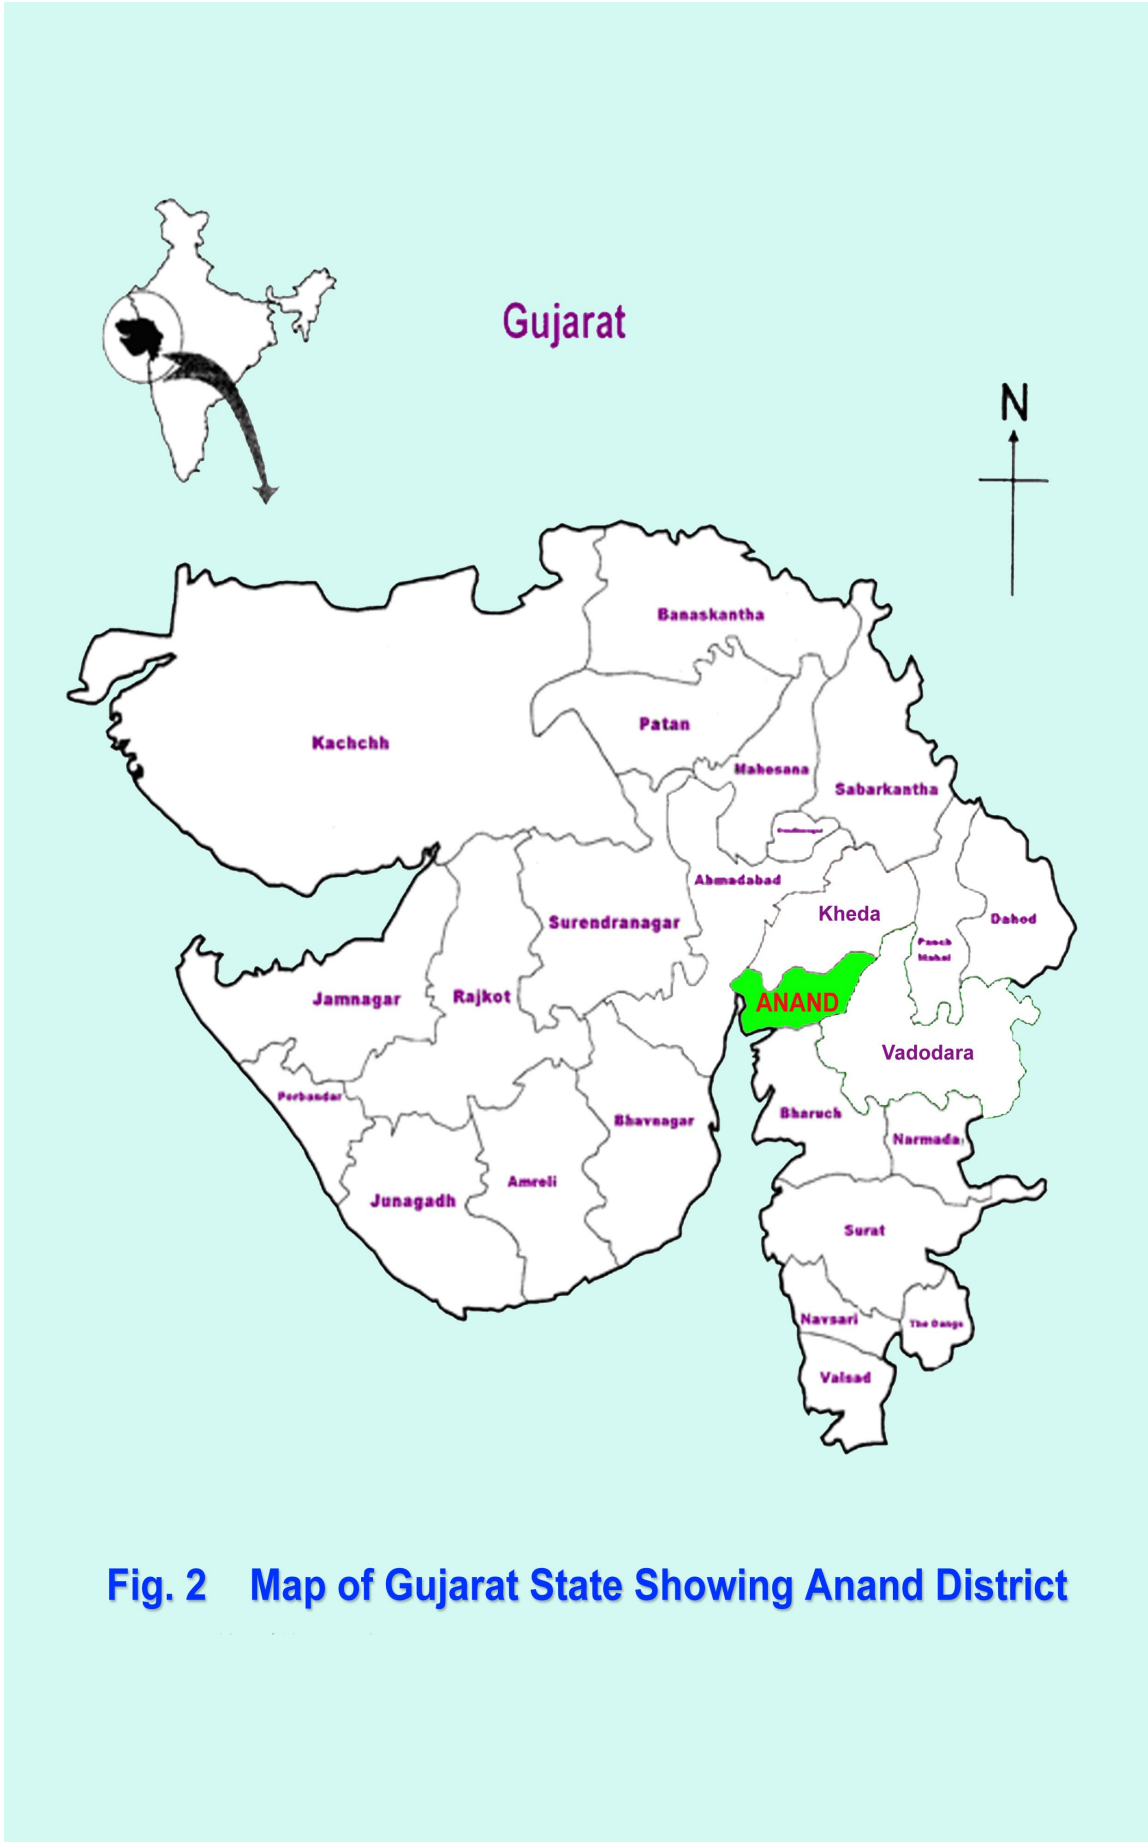 Gujarat
N
Banaskantha
Patan
Kachchh
Mahesana
Sabarkantha
Gandhinagar
Ahmadabad
Kheda
Surendranagar
Panch
Mahal
Dahod
Jamnagar
Rajkot
ANAND
Vadodara
Porbandar
Bhavnagar
Bharuch
Narmada
Junagadh
Amreli
Surat
Navsari
The Dangs
Valsad
Fig. 2 Map of Gujarat State Showing Anand District